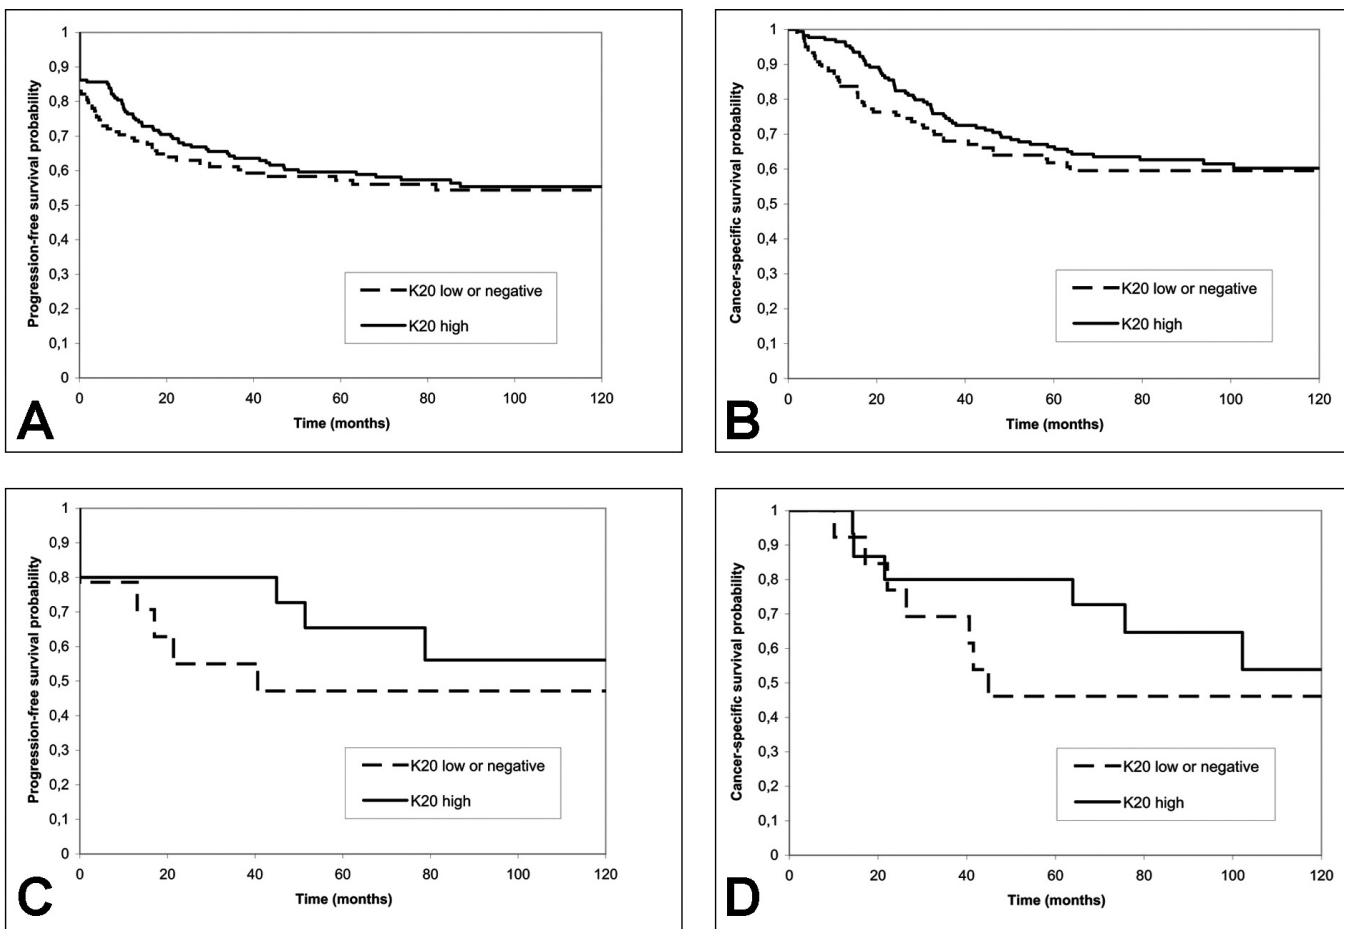 1
0,9
0,8
0,7
0,6
0,5
0,4
0,3
0,2
0,1
0
Progression-free survival probability
K20 low or negative
K20 high
0 20 40 60 80 100 120
Time (months)
A
1
0,9
0,8
0,7
0,6
0,5
0,4
0,3
0,2
0,1
0
Cancer-specific survival probability
K20 low or negative
K20 high
0 20 40 60 80 100 120
Time (months)
B
1
0,9
0,8
0,7
0,6
0,5
0,4
0,3
0,2
0,1
0
Progression-free survival probability
K20 low or negative
K20 high
0 20 40 60 80 100 120
Time (months)
C
1
0,9
0,8
0,7
0,6
0,5
0,4
0,3
0,2
0,1
0
Cancer-specific survival probability
K20 low or negative
K20 high
0 20 40 60 80 100 120
Time (months)
D